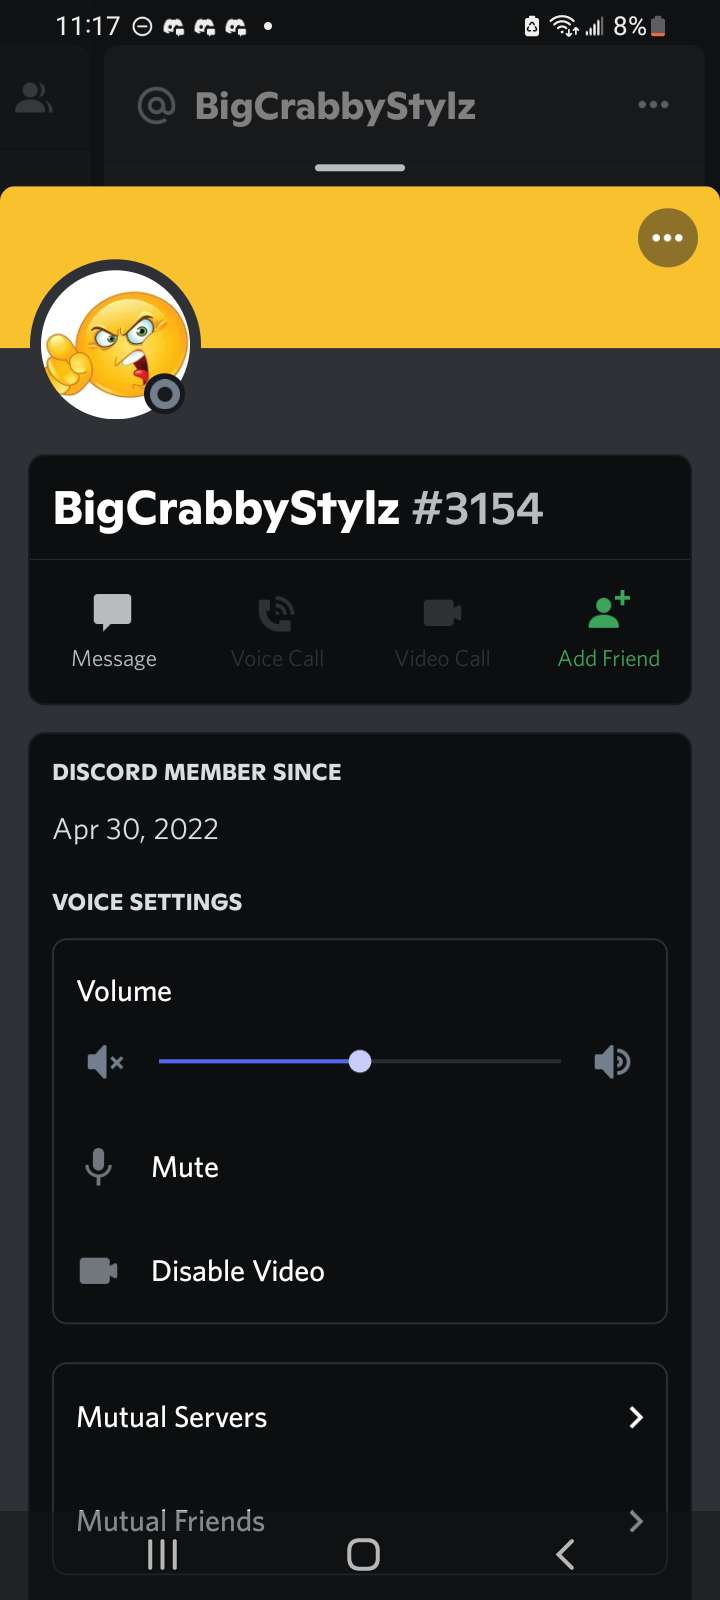 11:17 8%
@ BigCrabbyStylz
BigCrabbyStylz #3154
Message Voice Call Video Call Add Friend
DISCORD MEMBER SINCE
Apr 30, 2022
VOICE SETTINGS
Volume
Mute
Disable Video
Mutual Servers
Mutual Friends